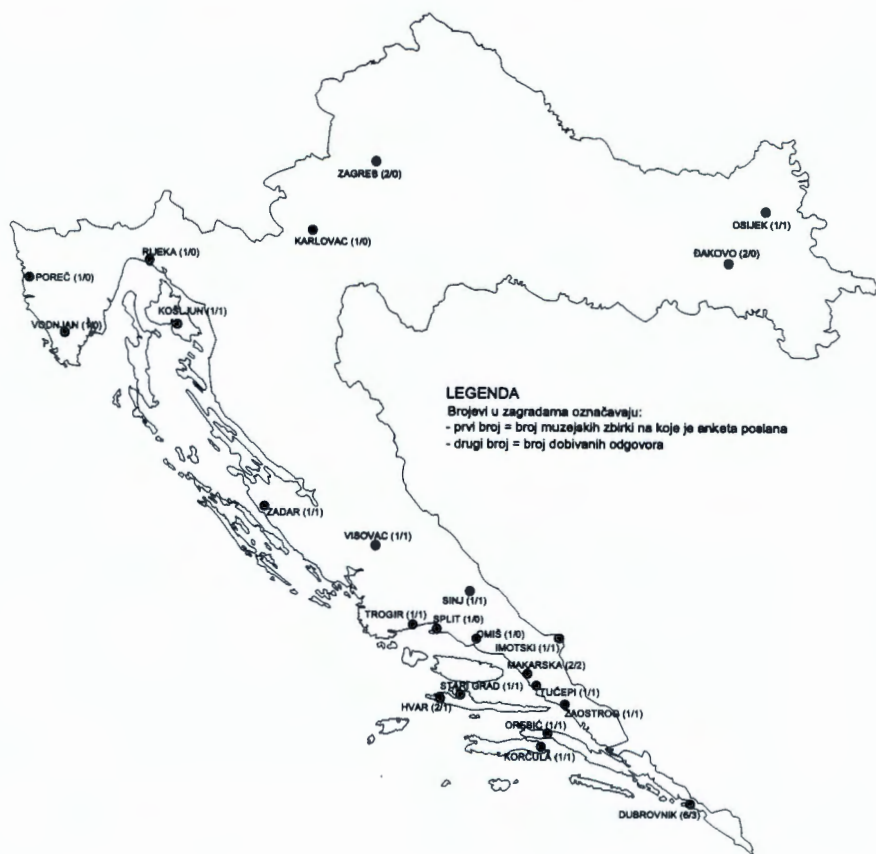 ZAGREB (2/0)
OSIJEK (1/1)
KARLOVAC (1/0)
ĐAKOVO (2/0)
RIJEKA (1/0)
POREČ (1/0)
KOŠLJUN (1/1)
VODNJAN (1/0)
LEGENDA
Brojevi u zagradama označavaju:
- prvi broj = broj muzejskih zbirki na koje je anketa poslana
- drugi broj = broj dobivanih odgovora
ZADAR (1/1)
VISOVAC (1/1)
SINJ (1/1)
TROGIR (1/1)
SPLIT (1/0)
OMIŠ (1/0)
IMOTSKI (1/1)
MAKARSKA (2/2)
STARI GRAD (1/1)
TUČEPI (1/1)
HVAR (2/1)
ZAOSTROG (1/1)
OREBIĆ (1/1)
KORČULA (1/1)
DUBROVNIK (6/3)